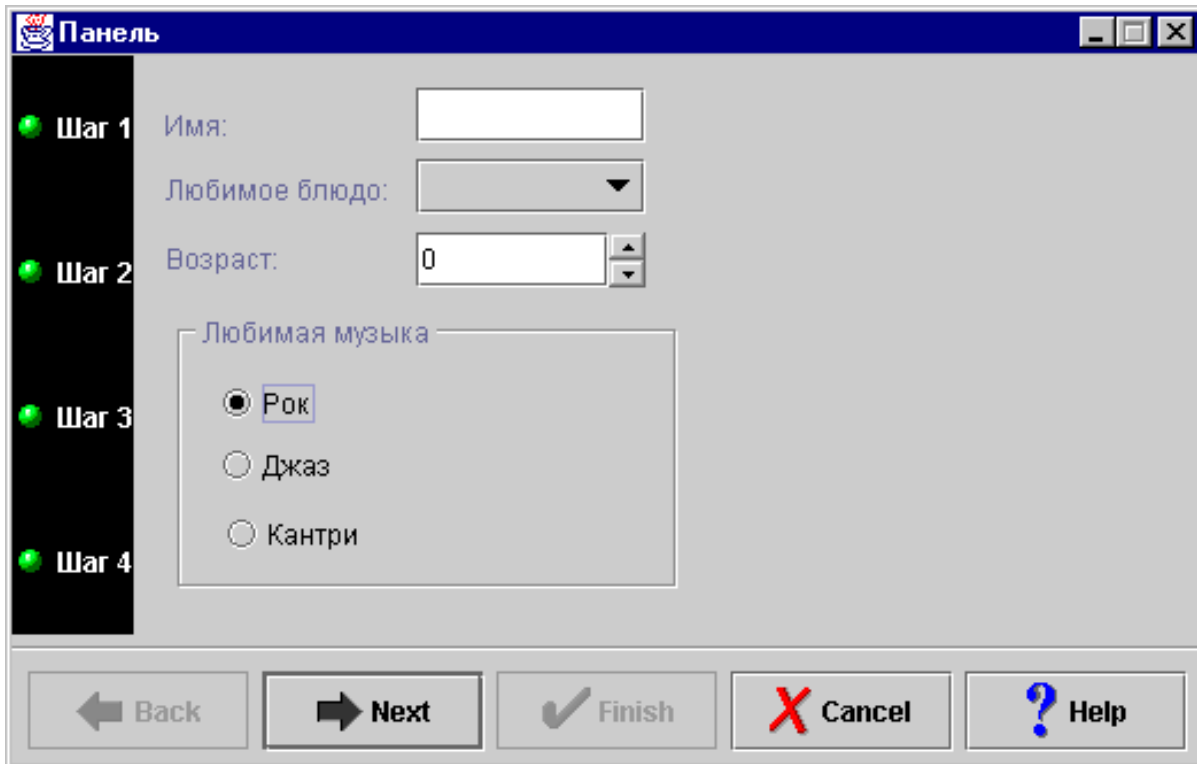 Панель
Шаг 1
Имя:
Любимое блюдо:
Шаг 2
Возраст:
0
Любимая музыка
Шаг 3
Рок
Джаз
Кантри
Шаг 4
Back
Next
Finish
Cancel
Help